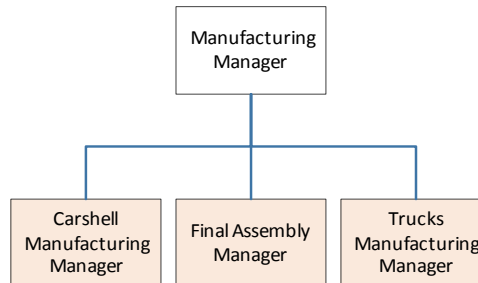 Manufacturing
Manager
Carshell
Manufacturing
Manager
Final Assembly
Manager
Trucks
Manufacturing
Manager